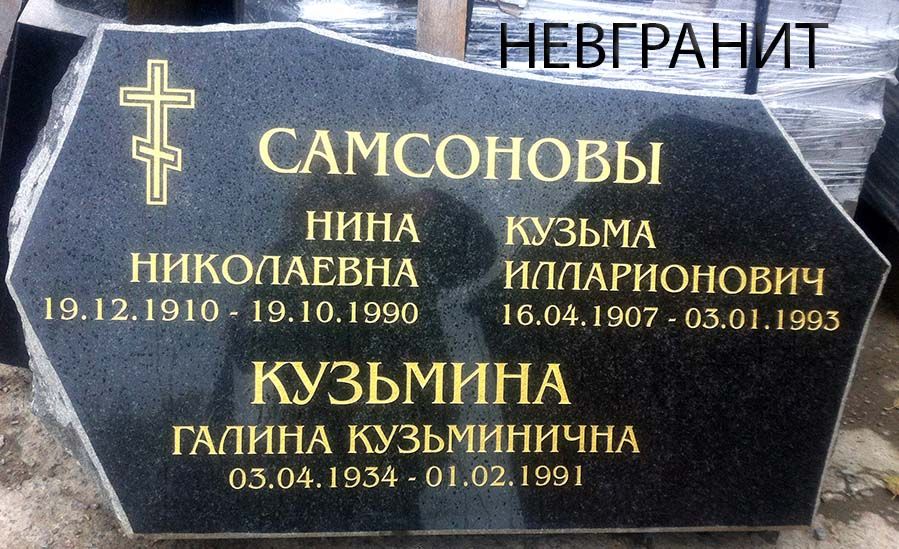 НЕВГРАНИТ
САМСОНОВЫ
НИНА
НИКОЛАЕВНА
19.12.1910 - 19.10.1990
КУЗЬМА
ИЛЛАРИОНОВИЧ
16.04.1907 - 03.01.1993
КУЗЬМИНА
ГАЛИНА КУЗЬМИНИЧНА
03.04.1934 - 01.02.1991